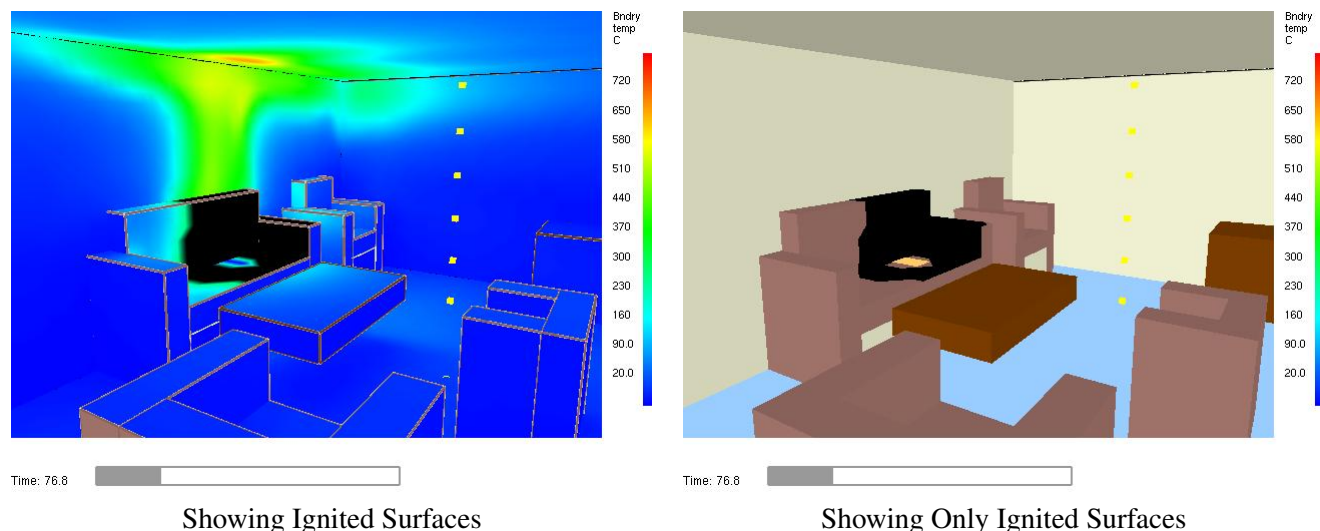 Bndry
temp
C
720
650
580
510
440
370
300
230
160
90.0
20.0
Time: 76.8
Showing Ignited Surfaces
Bndry
temp
C
720
650
580
510
440
370
300
230
160
90.0
20.0
Time: 76.8
Showing Only Ignited Surfaces